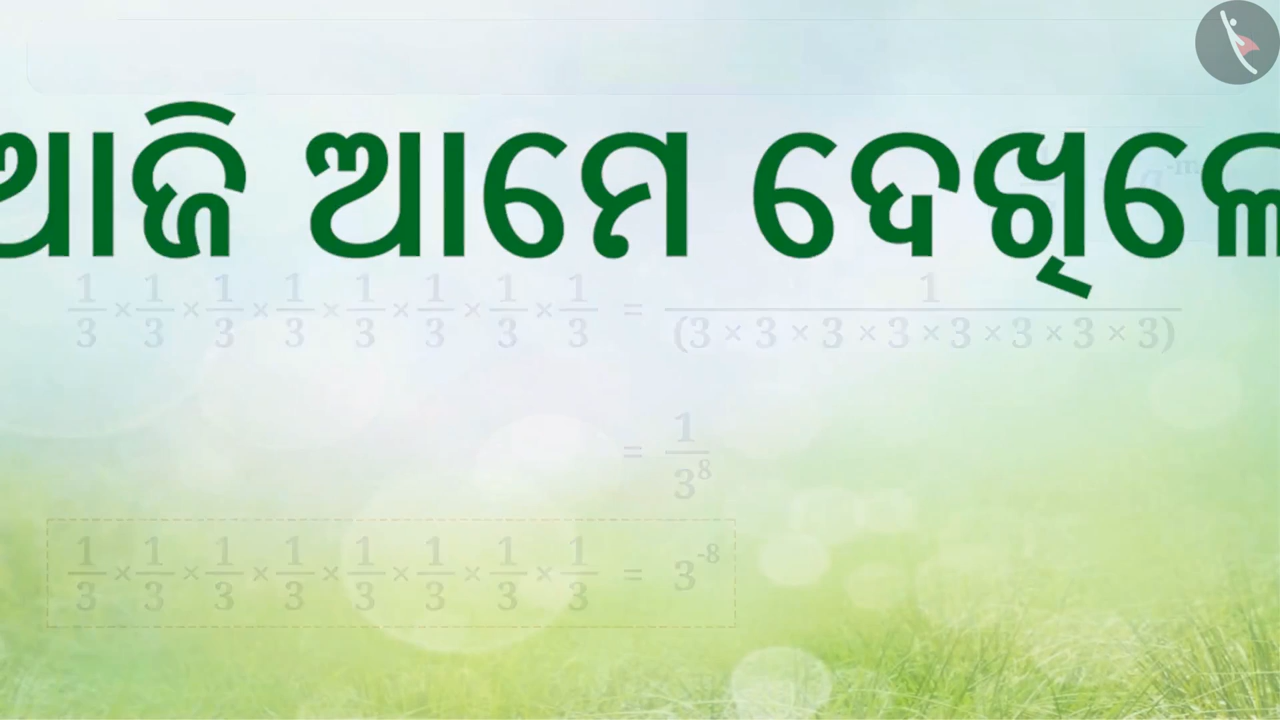 ଆଜି ଆମେ ଦେଖିଲେ
a^-m
1/3 × 1/3 × 1/3 × 1/3 × 1/3 × 1/3 × 1/3 × 1/3 = 1/(3 × 3 × 3 × 3 × 3 × 3 × 3 × 3)
= 1/3^8
1/3 × 1/3 × 1/3 × 1/3 × 1/3 × 1/3 × 1/3 × 1/3 = 3^-8